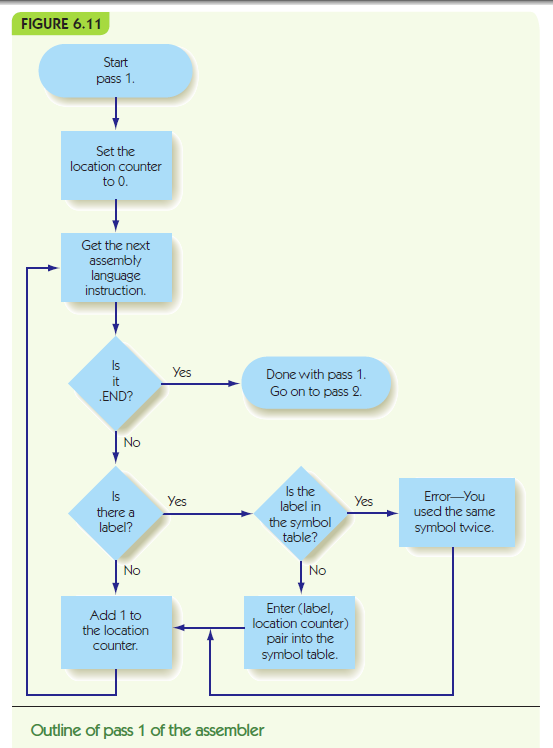 FIGURE 6.11
Start
pass 1.
Set the
location counter
to 0.
Get the next
assembly
language
instruction.
Is
it
.END?
Yes
Done with pass 1.
Go on to pass 2.
No
Is
there a
label?
Yes
Is the
label in
the symbol
table?
Yes
Error—You
used the same
symbol twice.
No
No
Add 1 to
the location
counter.
Enter (label,
location counter)
pair into the
symbol table.
Outline of pass 1 of the assembler